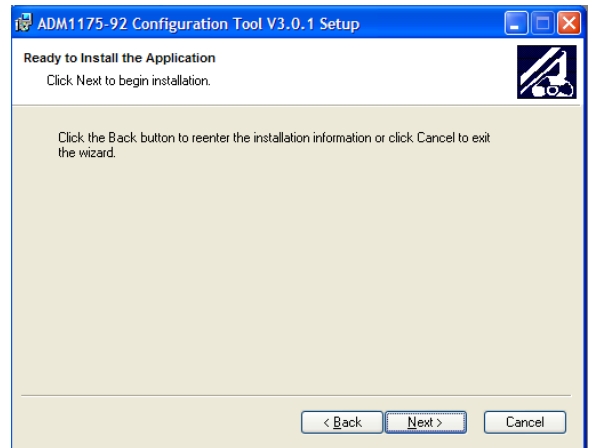 ADM1175-92 Configuration Tool V3.0.1 Setup
Ready to Install the Application
Click Next to begin installation.
Click the Back button to reenter the installation information or click Cancel to exit
the wizard.
< Back Next > Cancel